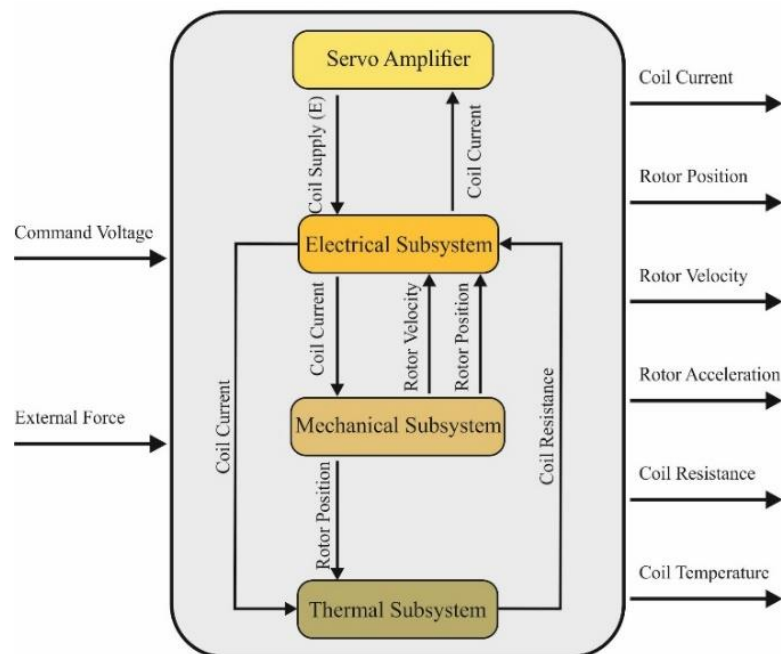 Servo Amplifier
Coil Supply (E)
Coil Current
Command Voltage
Electrical Subsystem
Coil Current
Rotor Velocity
Rotor Position
External Force
Coil Current
Mechanical Subsystem
Coil Resistance
Rotor Position
Thermal Subsystem
Coil Current
Rotor Position
Rotor Velocity
Rotor Acceleration
Coil Resistance
Coil Temperature